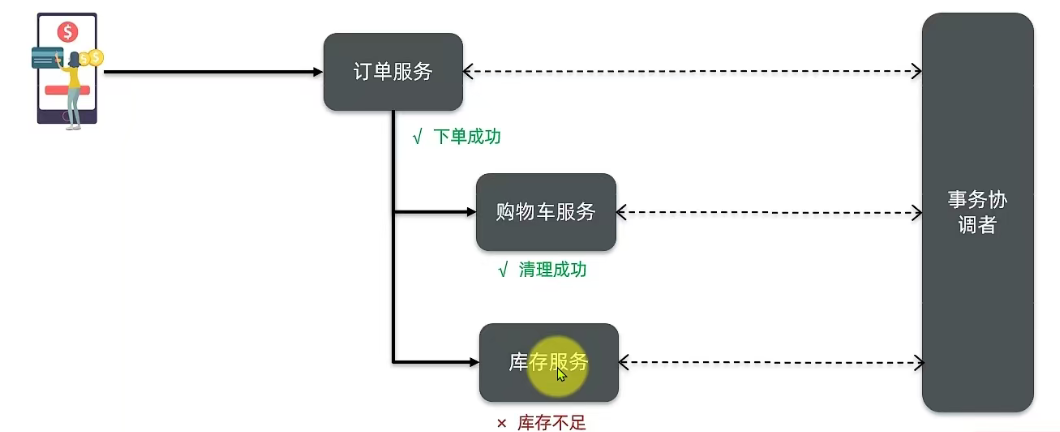 $
$
$
订单服务
√ 下单成功
购物车服务
√ 清理成功
库存服务
× 库存不足
事务协
调者